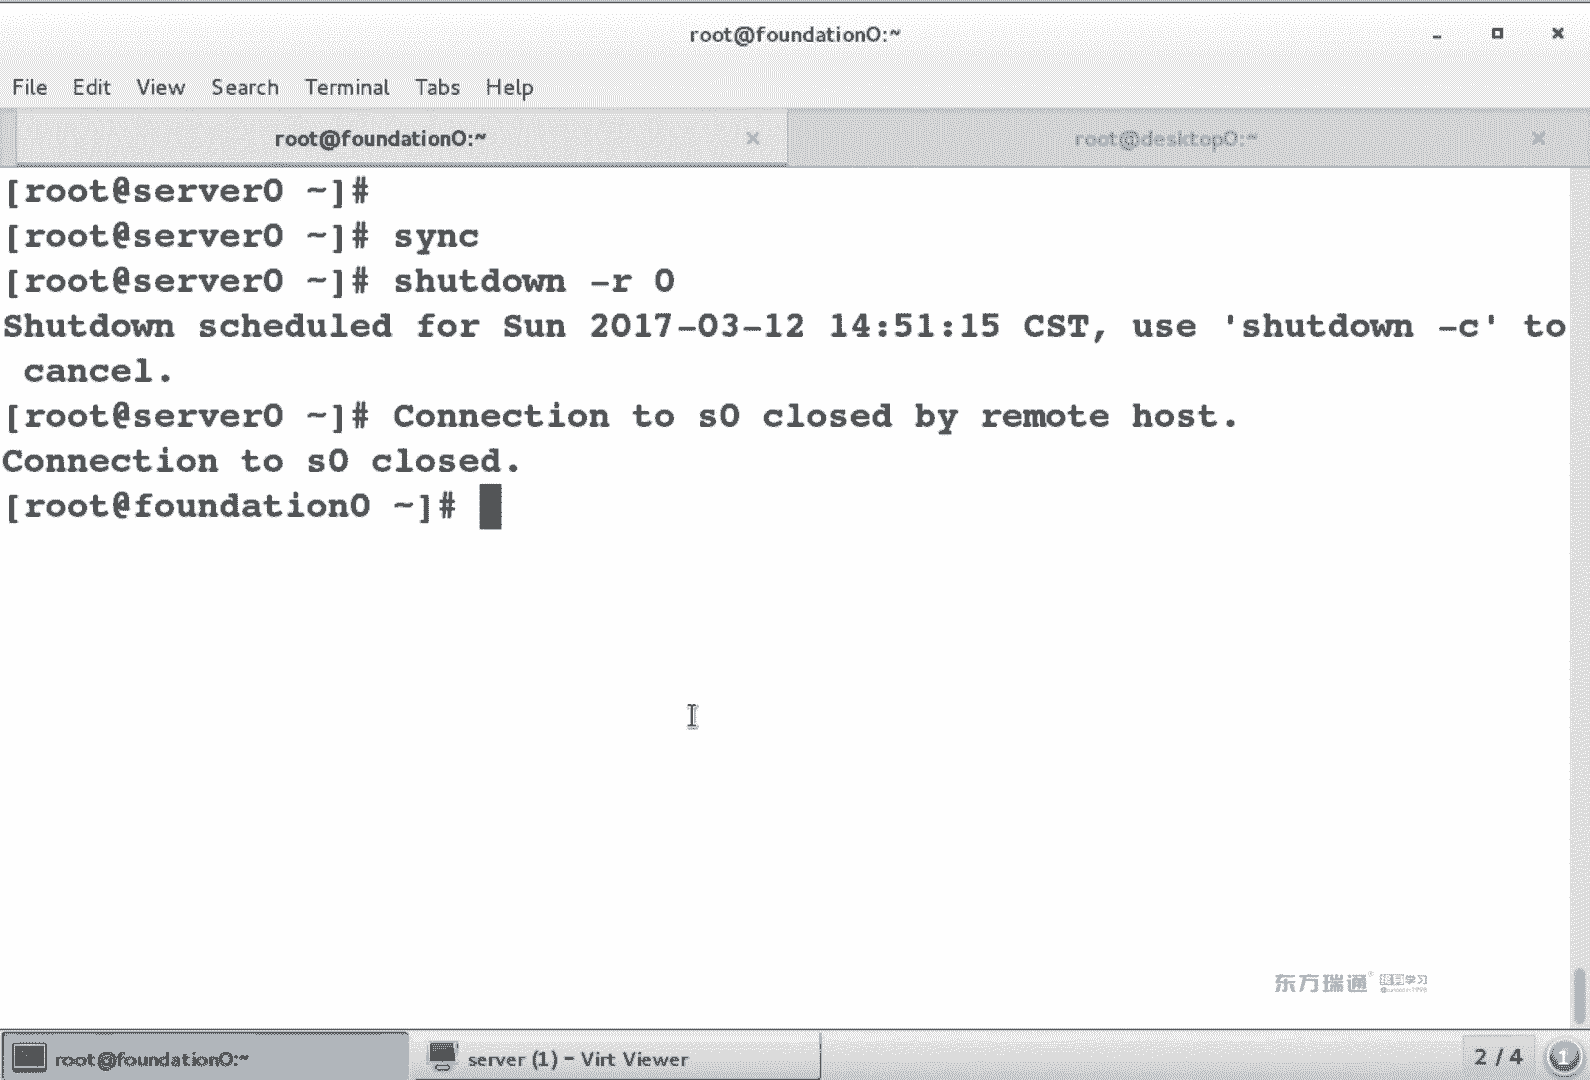 root@foundation0:~
File Edit View Search Terminal Tabs Help
root@foundation0:~
root@desktop0:~
[root@server0 ~]#
[root@server0 ~]# sync
[root@server0 ~]# shutdown -r 0
Shutdown scheduled for Sun 2017-03-12 14:51:15 CST, use 'shutdown -c' to
cancel.
[root@server0 ~]# Connection to s0 closed by remote host.
Connection to s0 closed.
[root@foundation0 ~]#
东方瑞通
学习
root@foundation0:~
server (1) - Virt Viewer
2 / 4
1